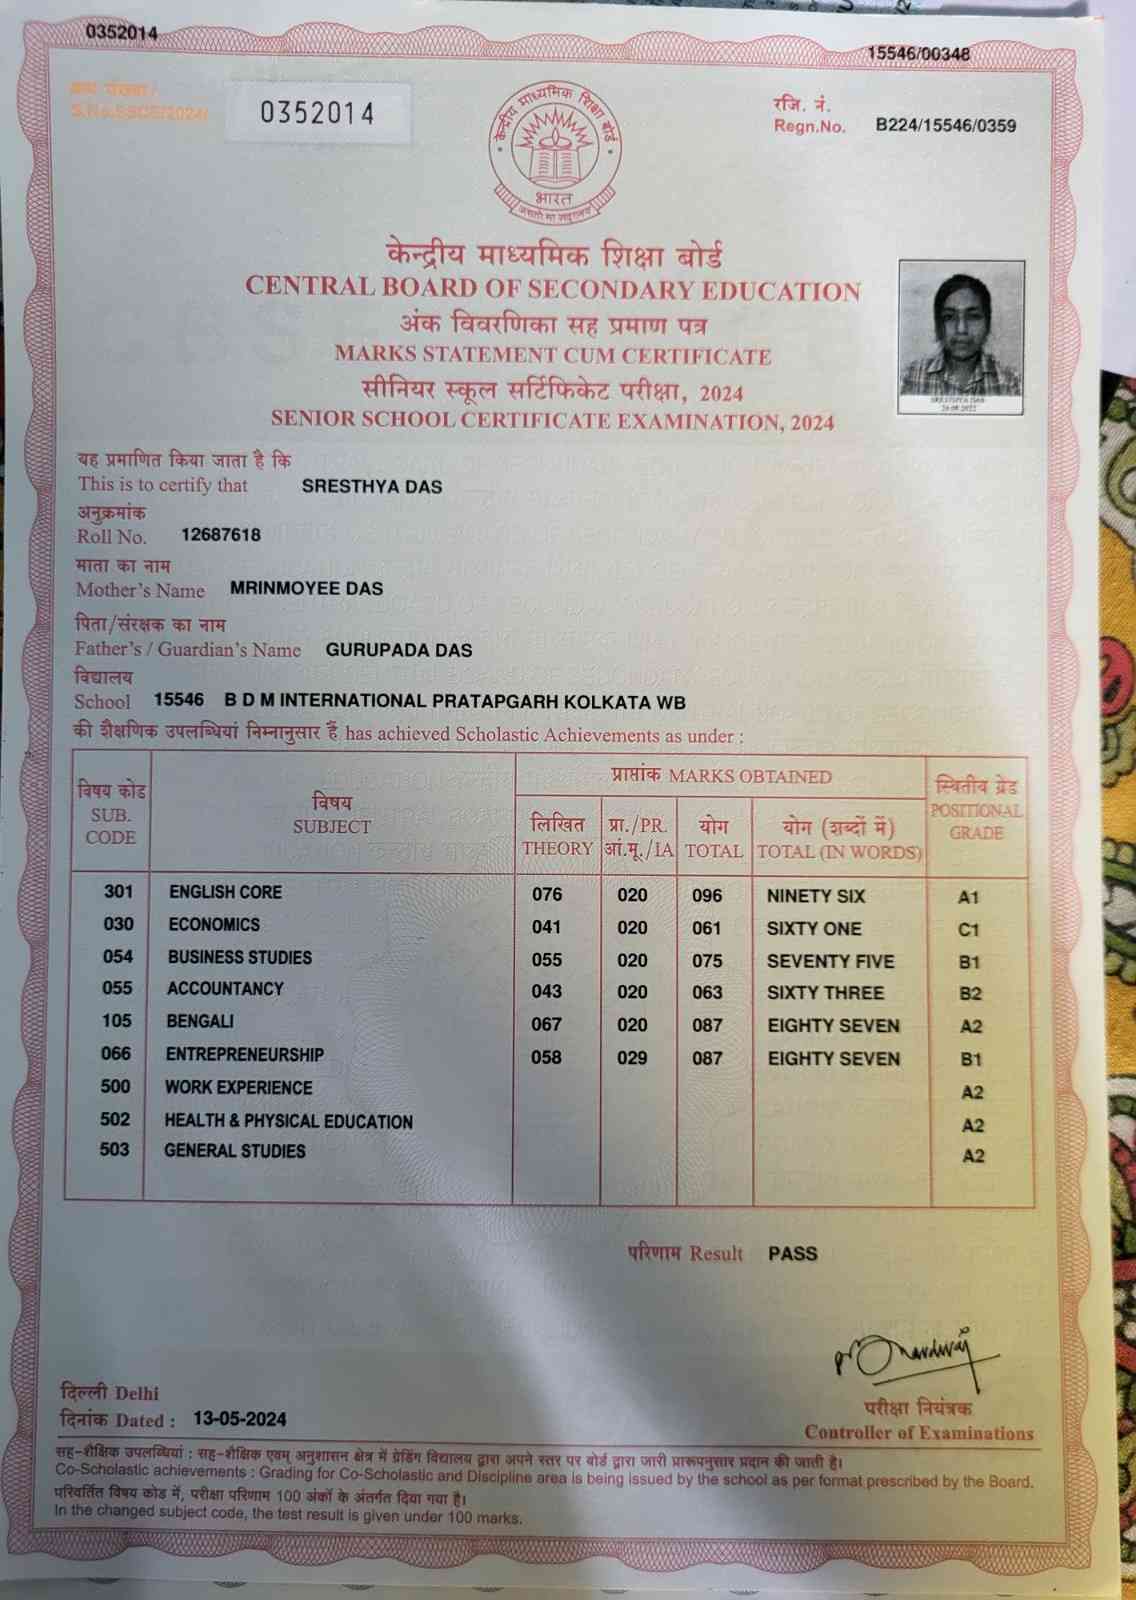 0352014
15546/00348
क्रम संख्या/
S.No.SSCE/2024/
0352014
रजि. नं.
Regn.No. B224/15546/0359
केन्द्रीय माध्यमिक शिक्षा बोर्ड
भारत
असतो मा सद्गमय
केन्द्रीय माध्यमिक शिक्षा बोर्ड
CENTRAL BOARD OF SECONDARY EDUCATION
अंक विवरणिका सह प्रमाण पत्र
MARKS STATEMENT CUM CERTIFICATE
सीनियर स्कूल सर्टिफिकेट परीक्षा, 2024
SENIOR SCHOOL CERTIFICATE EXAMINATION, 2024
SRESTHYA DAS
यह प्रमाणित किया जाता है कि
This is to certify that SRESTHYA DAS
अनुक्रमांक
Roll No. 12687618
माता का नाम
Mother's Name MRINMOYEE DAS
पिता/संरक्षक का नाम
Father's / Guardian's Name GURUPADA DAS
विद्यालय
School 15546 B D M INTERNATIONAL PRATAPGARH KOLKATA WB
की शैक्षणिक उपलब्धियां निम्नानुसार हैं has achieved Scholastic Achievements as under :
विषय कोड SUB. CODE
विषय SUBJECT
प्राप्तांक MARKS OBTAINED
लिखित THEORY
प्रा./PR. आं.मू./IA
योग TOTAL
योग (शब्दों में) TOTAL (IN WORDS)
स्थितीय ग्रेड POSITIONAL GRADE
301 ENGLISH CORE 076 020 096 NINETY SIX A1
030 ECONOMICS 041 020 061 SIXTY ONE C1
054 BUSINESS STUDIES 055 020 075 SEVENTY FIVE B1
055 ACCOUNTANCY 043 020 063 SIXTY THREE B2
105 BENGALI 067 020 087 EIGHTY SEVEN A2
066 ENTREPRENEURSHIP 058 029 087 EIGHTY SEVEN B1
500 WORK EXPERIENCE A2
502 HEALTH & PHYSICAL EDUCATION A2
503 GENERAL STUDIES A2
परिणाम Result PASS
दिल्ली Delhi
दिनांक Dated : 13-05-2024
परीक्षा नियंत्रक
Controller of Examinations
सह-शैक्षिक उपलब्धियां : सह-शैक्षिक एवम् अनुशासन क्षेत्र में ग्रेडिंग विद्यालय द्वारा अपने स्तर पर बोर्ड द्वारा जारी प्रारूपनुसार प्रदान की जाती है।
Co-Scholastic achievements : Grading for Co-Scholastic and Discipline area is being issued by the school as per format prescribed by the Board.
परिवर्तित विषय कोड में, परीक्षा परिणाम 100 अंकों के अंतर्गत दिया गया है।
In the changed subject code, the test result is given under 100 marks.